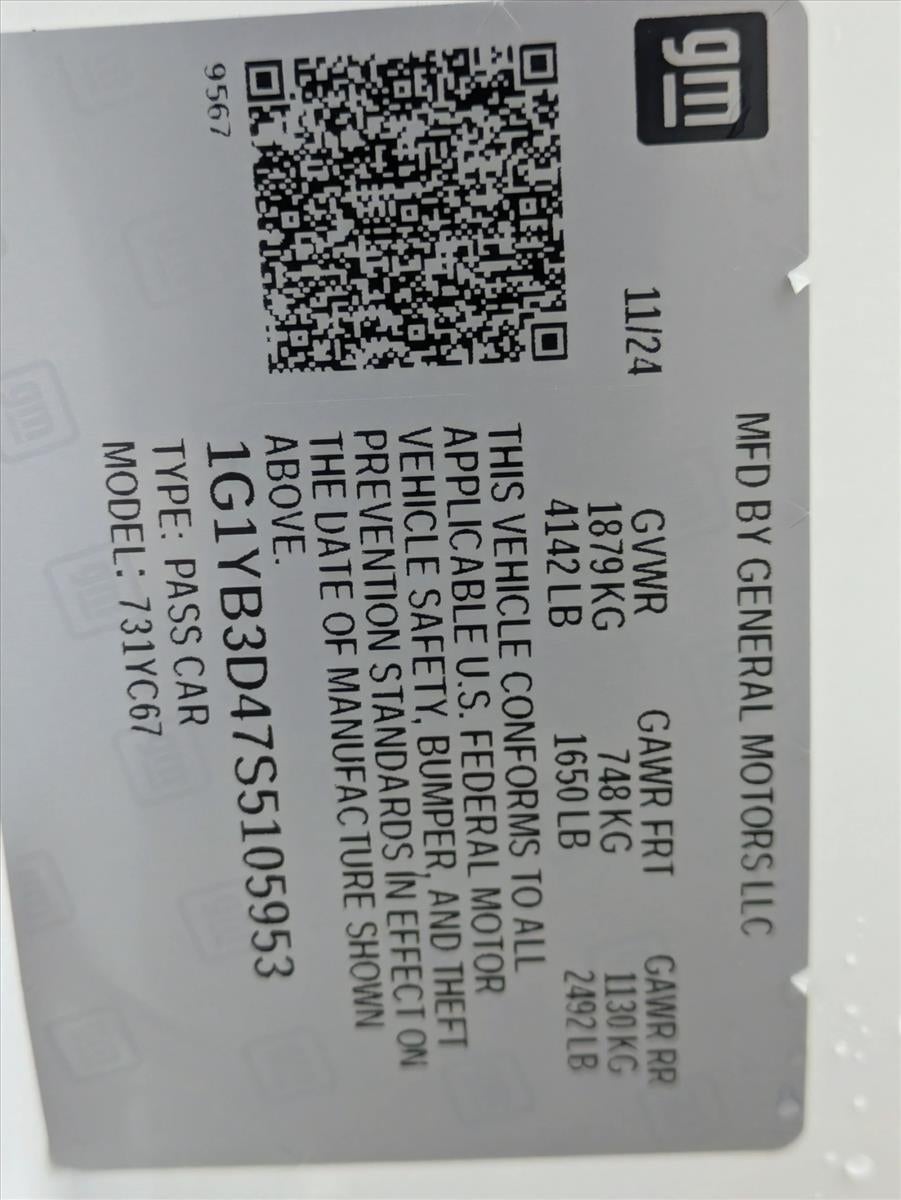 gm
MFD BY GENERAL MOTORS LLC
11/24
GVWR GAWR FRT GAWR RR
1879 KG 748 KG 1130 KG
4142 LB 1650 LB 2492 LB
THIS VEHICLE CONFORMS TO ALL
APPLICABLE U.S. FEDERAL MOTOR
VEHICLE SAFETY, BUMPER, AND THEFT
PREVENTION STANDARDS IN EFFECT ON
THE DATE OF MANUFACTURE SHOWN
ABOVE.
9567
1G1YB3D47S5105953
TYPE: PASS CAR
MODEL: 731YC67